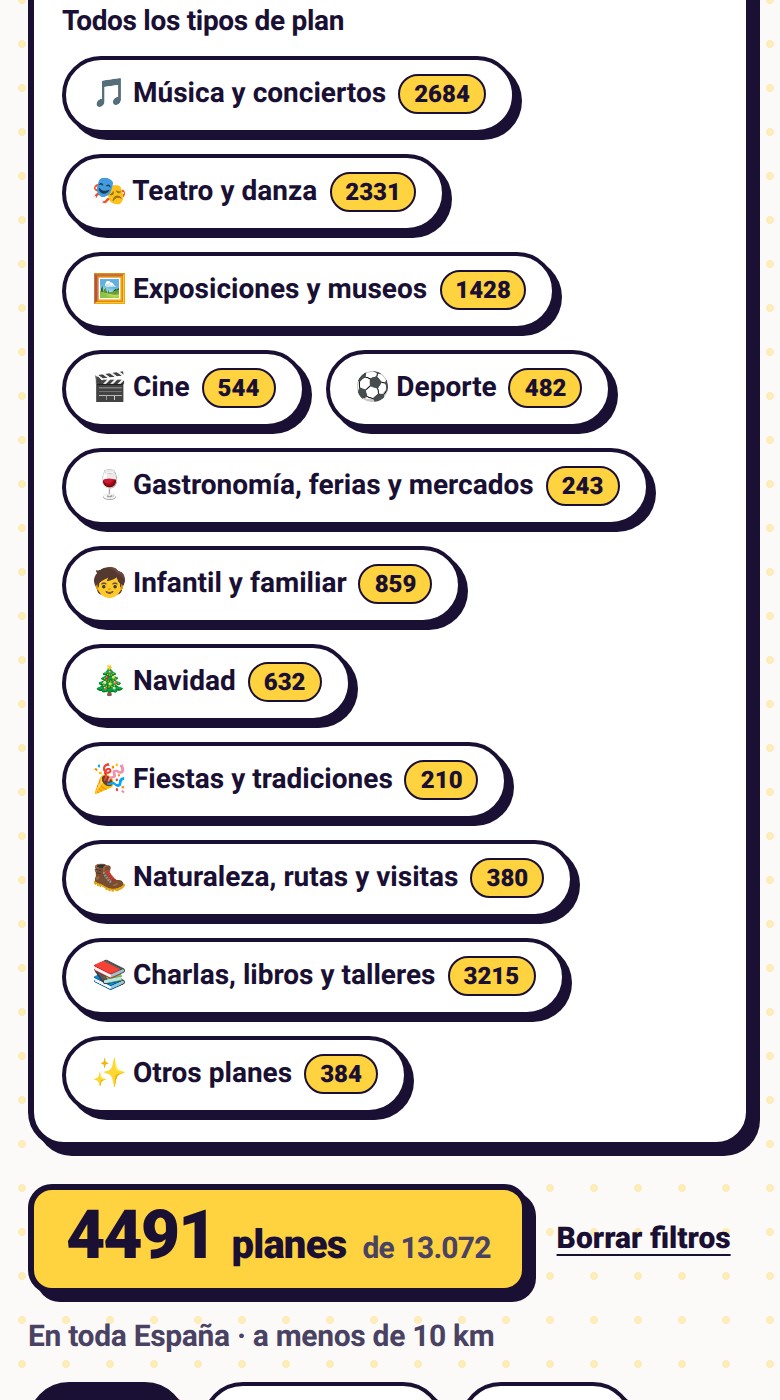 Todos los tipos de plan
🎵 Música y conciertos 2684
🎭 Teatro y danza 2331
🖼️ Exposiciones y museos 1428
🎬 Cine 544 ⚽ Deporte 482
🍷 Gastronomía, ferias y mercados 243
🧒 Infantil y familiar 859
🎄 Navidad 632
🎉 Fiestas y tradiciones 210
🥾 Naturaleza, rutas y visitas 380
📚 Charlas, libros y talleres 3215
✨ Otros planes 384
4491 planes de 13.072 Borrar filtros
En toda España · a menos de 10 km